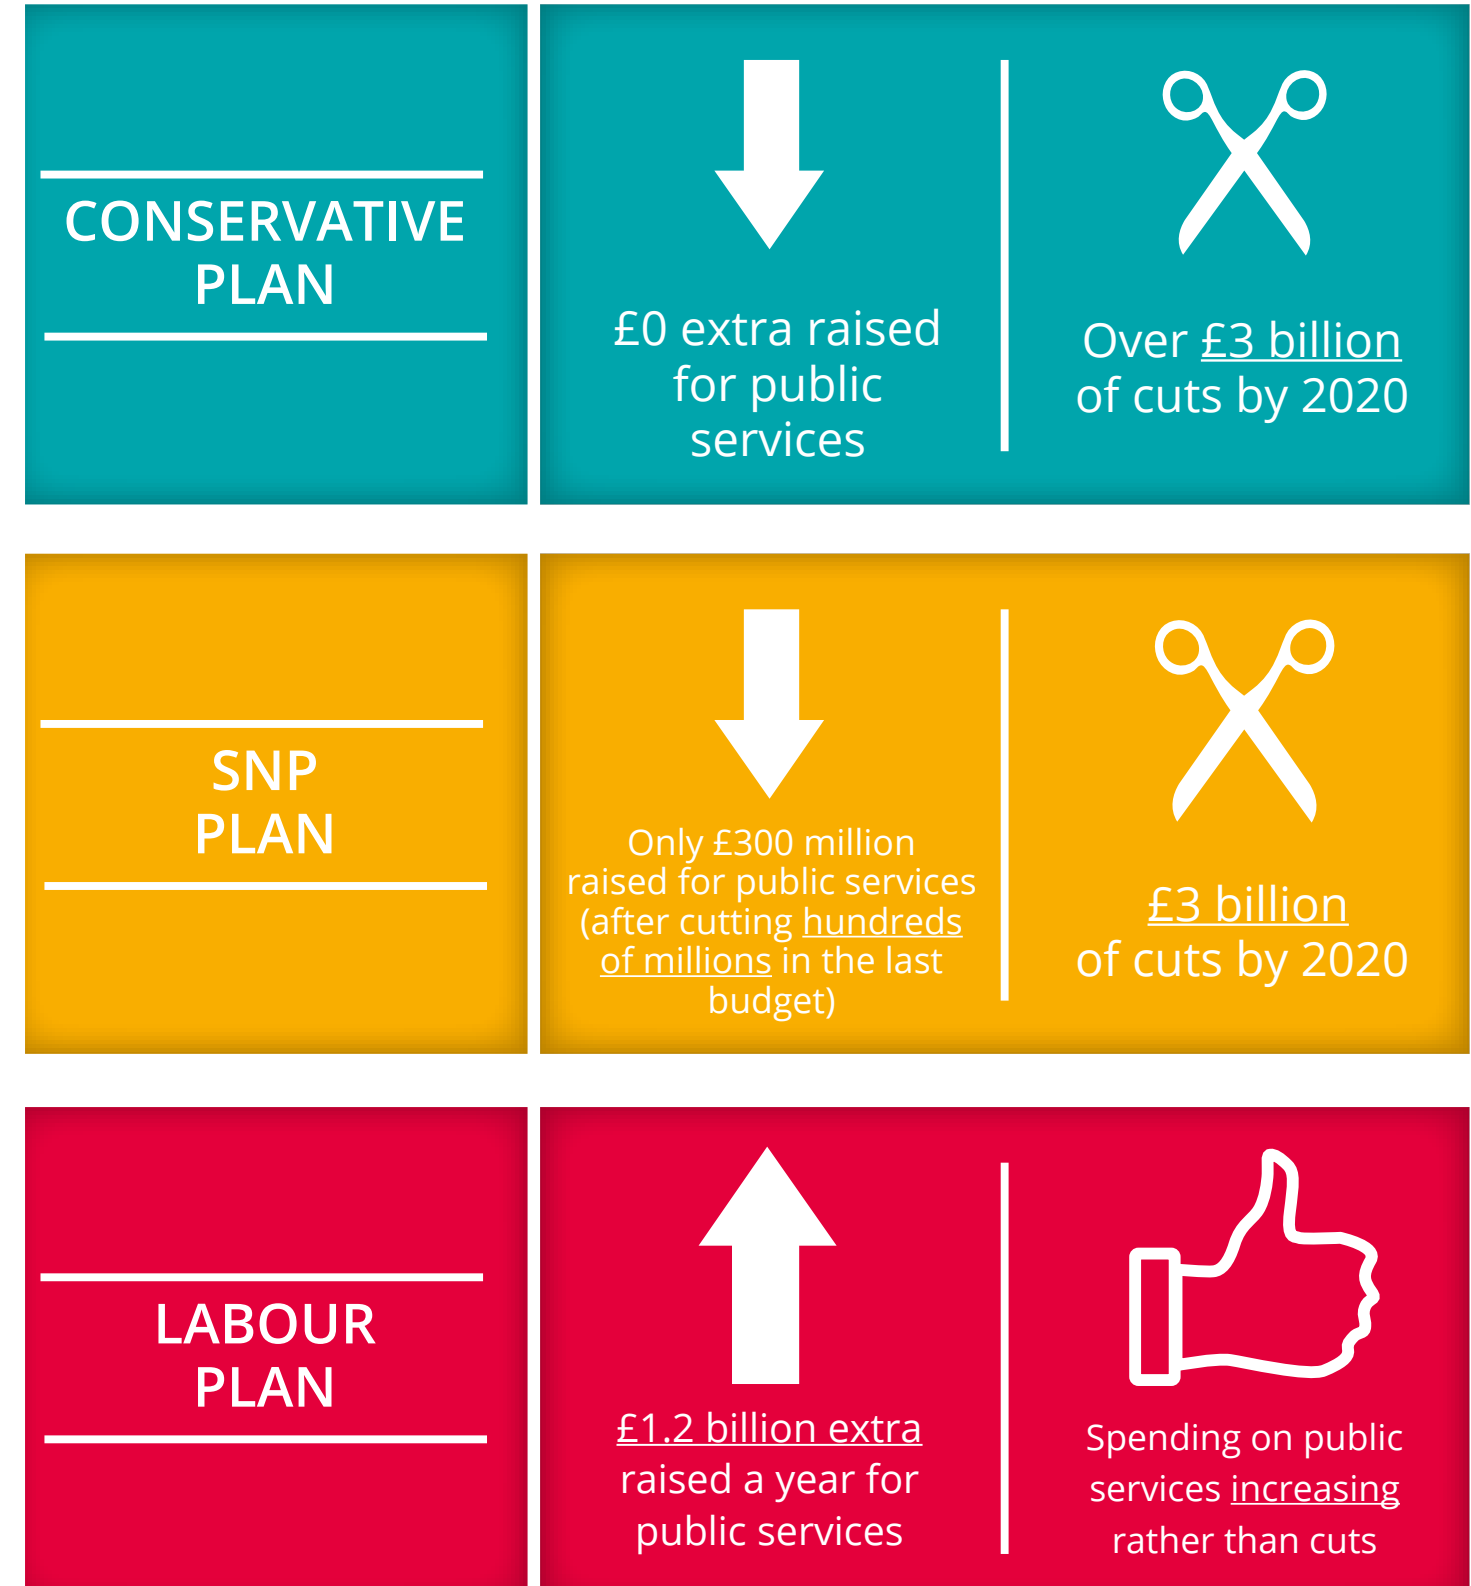 CONSERVATIVE
PLAN
£0 extra raised
for public
services
Over £3 billion
of cuts by 2020
SNP
PLAN
Only £300 million
raised for public services
(after cutting hundreds
of millions in the last
budget)
£3 billion
of cuts by 2020
LABOUR
PLAN
£1.2 billion extra
raised a year for
public services
Spending on public
services increasing
rather than cuts